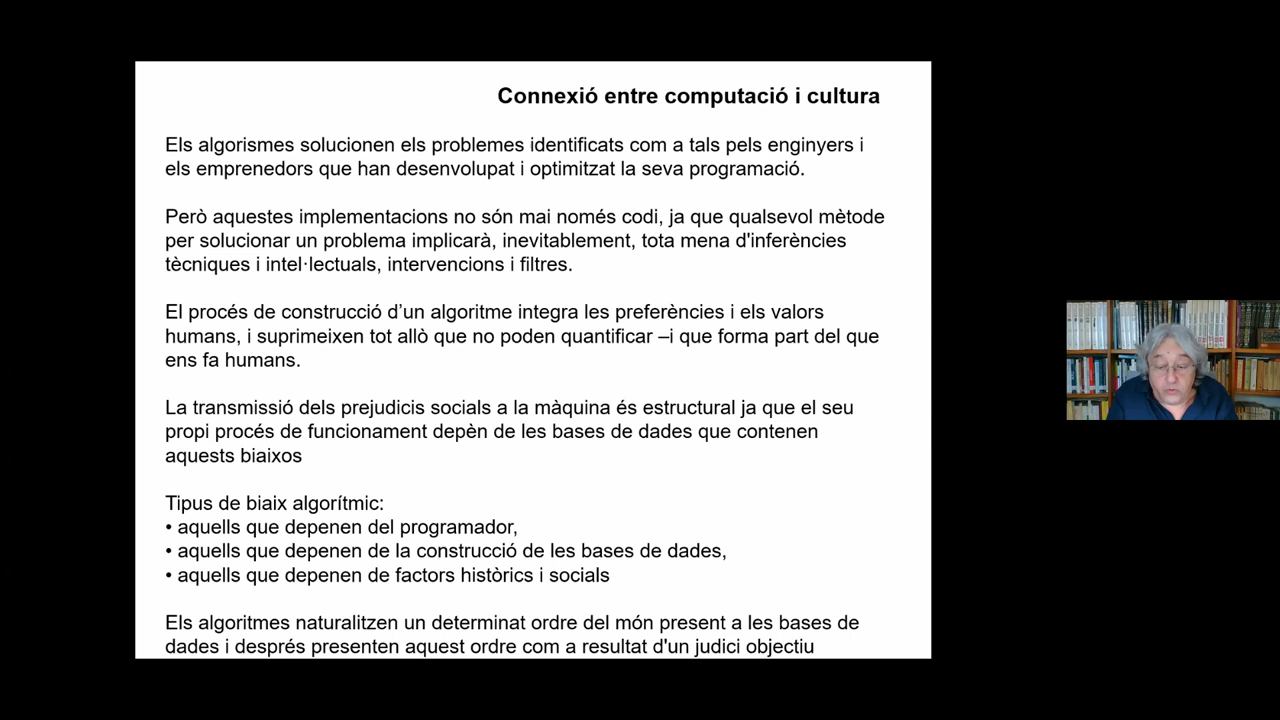 Connexió entre computació i cultura
Els algorismes solucionen els problemes identificats com a tals pels enginyers i
els emprenedors que han desenvolupat i optimitzat la seva programació.
Però aquestes implementacions no són mai només codi, ja que qualsevol mètode
per solucionar un problema implicarà, inevitablement, tota mena d'inferències
tècniques i intel·lectuals, intervencions i filtres.
El procés de construcció d’un algoritme integra les preferències i els valors
humans, i suprimeixen tot allò que no poden quantificar –i que forma part del que
ens fa humans.
La transmissió dels prejudicis socials a la màquina és estructural ja que el seu
propi procés de funcionament depèn de les bases de dades que contenen
aquests biaixos
Tipus de biaix algorítmic:
• aquells que depenen del programador,
• aquells que depenen de la construcció de les bases de dades,
• aquells que depenen de factors històrics i socials
Els algoritmes naturalitzen un determinat ordre del món present a les bases de
dades i després presenten aquest ordre com a resultat d'un judici objectiu